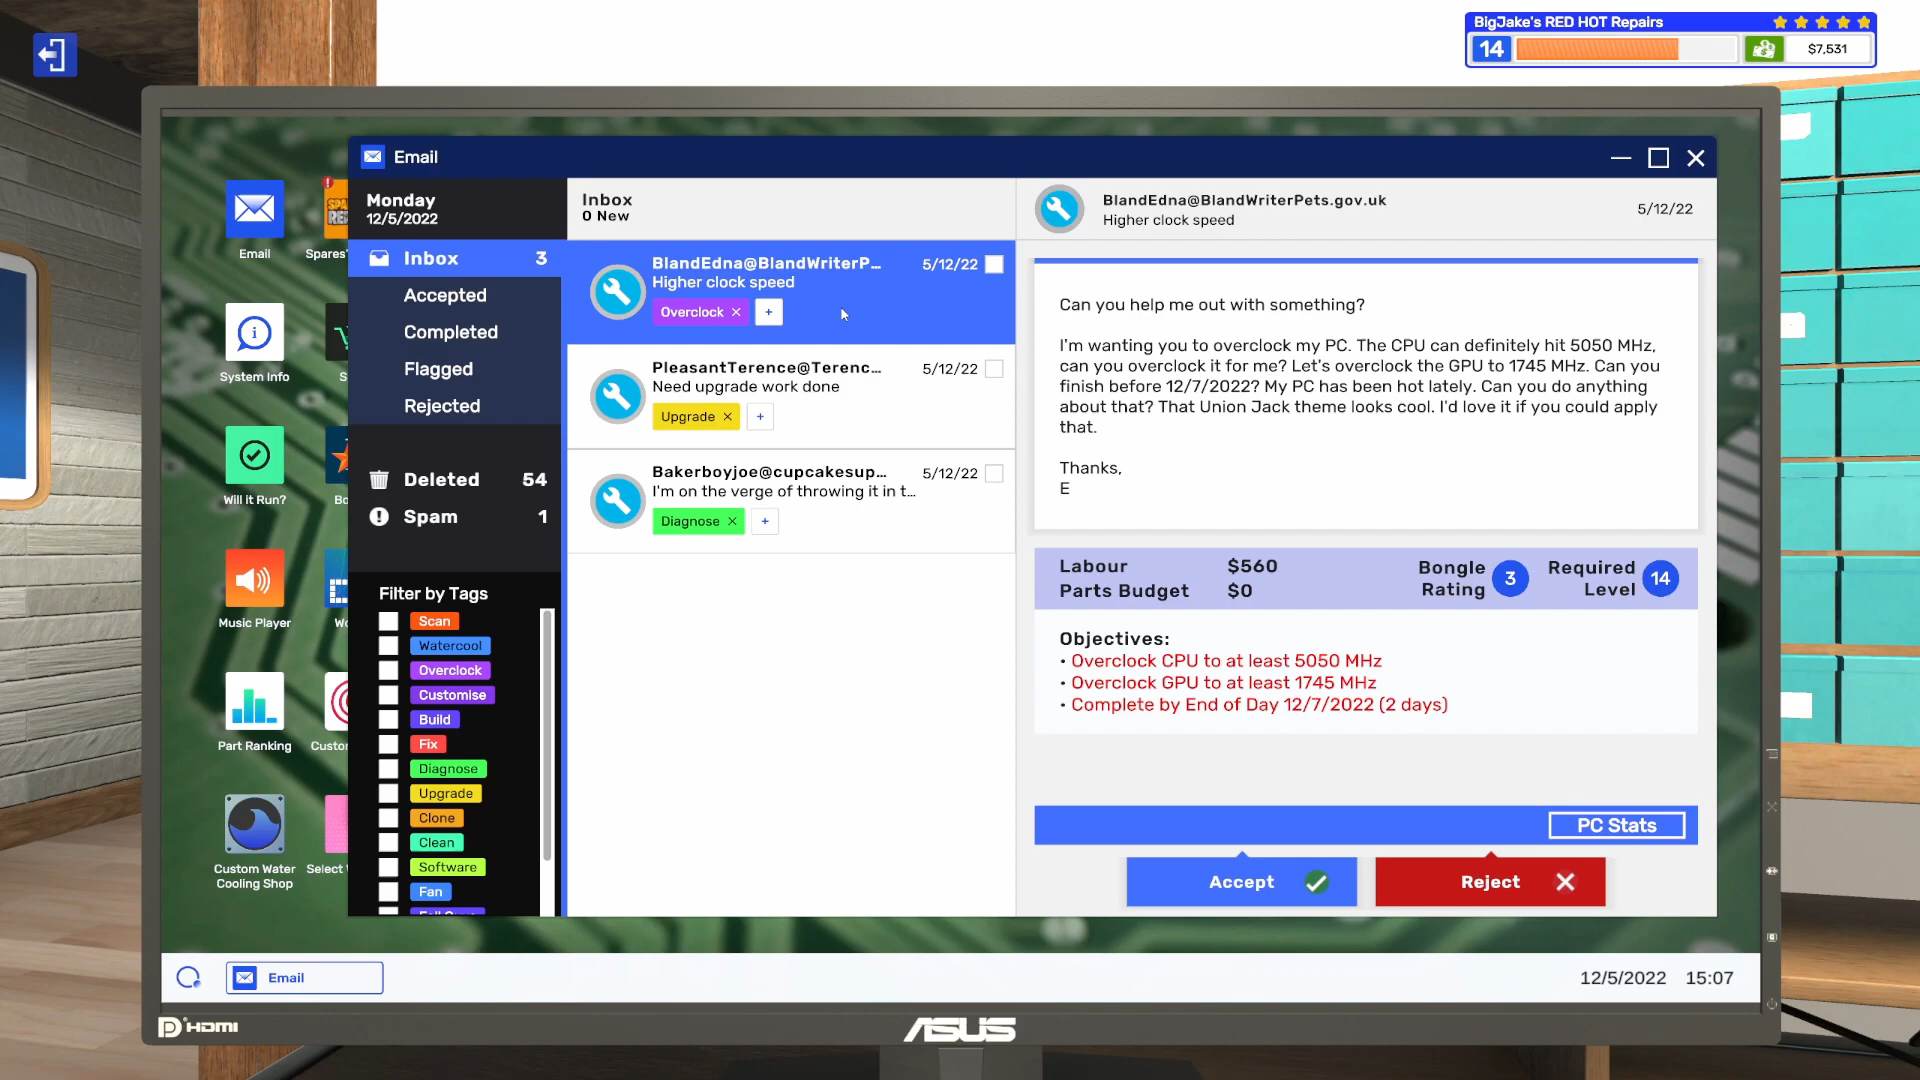 BigJake's RED HOT Repairs
14
$7,531
Email
Monday
12/5/2022
Inbox
0 New
BlandEdna@BlandWriterPets.gov.uk
Higher clock speed
5/12/22
Email
Spares
System Info
S
Will it Run?
Bo
Music Player
Wo
Part Ranking
Custo
Custom Water
Cooling Shop
Select
Inbox 3
Accepted
Completed
Flagged
Rejected
Deleted 54
Spam 1
Filter by Tags
Scan
Watercool
Overclock
Customise
Build
Fix
Diagnose
Upgrade
Clone
Clean
Software
Fan
BlandEdna@BlandWriterP... 5/12/22
Higher clock speed
Overclock × +
PleasantTerence@Terenc... 5/12/22
Need upgrade work done
Upgrade × +
Bakerboyjoe@cupcakesup... 5/12/22
I'm on the verge of throwing it in t...
Diagnose × +
Can you help me out with something?
I'm wanting you to overclock my PC. The CPU can definitely hit 5050 MHz,
can you overclock it for me? Let's overclock the GPU to 1745 MHz. Can you
finish before 12/7/2022? My PC has been hot lately. Can you do anything
about that? That Union Jack theme looks cool. I'd love it if you could apply
that.
Thanks,
E
Labour $560
Parts Budget $0
Bongle
Rating 3
Required
Level 14
Objectives:
• Overclock CPU to at least 5050 MHz
• Overclock GPU to at least 1745 MHz
• Complete by End of Day 12/7/2022 (2 days)
PC Stats
Accept
Reject
Email
12/5/2022 15:07
HDMI
ASUS